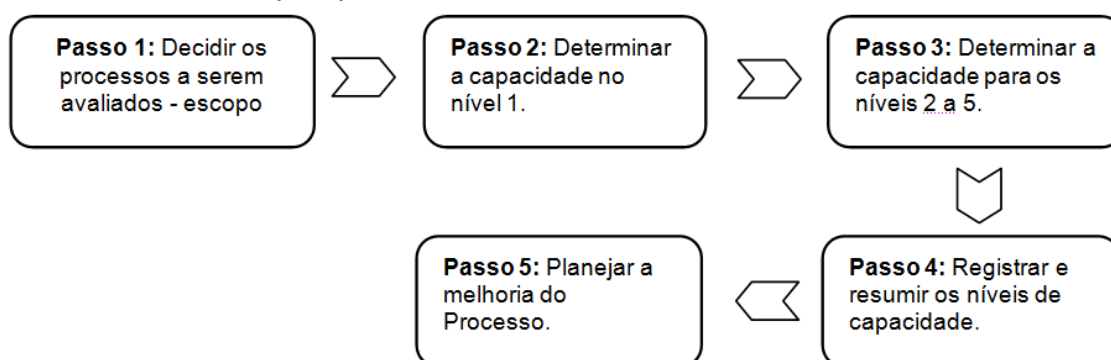 Passo 1: Decidir os
processos a serem
avaliados - escopo
Passo 2: Determinar
a capacidade no
nível 1.
Passo 3: Determinar a
capacidade para os
níveis 2 a 5.
Passo 4: Registrar e
resumir os níveis de
capacidade.
Passo 5: Planejar a
melhoria do
Processo.